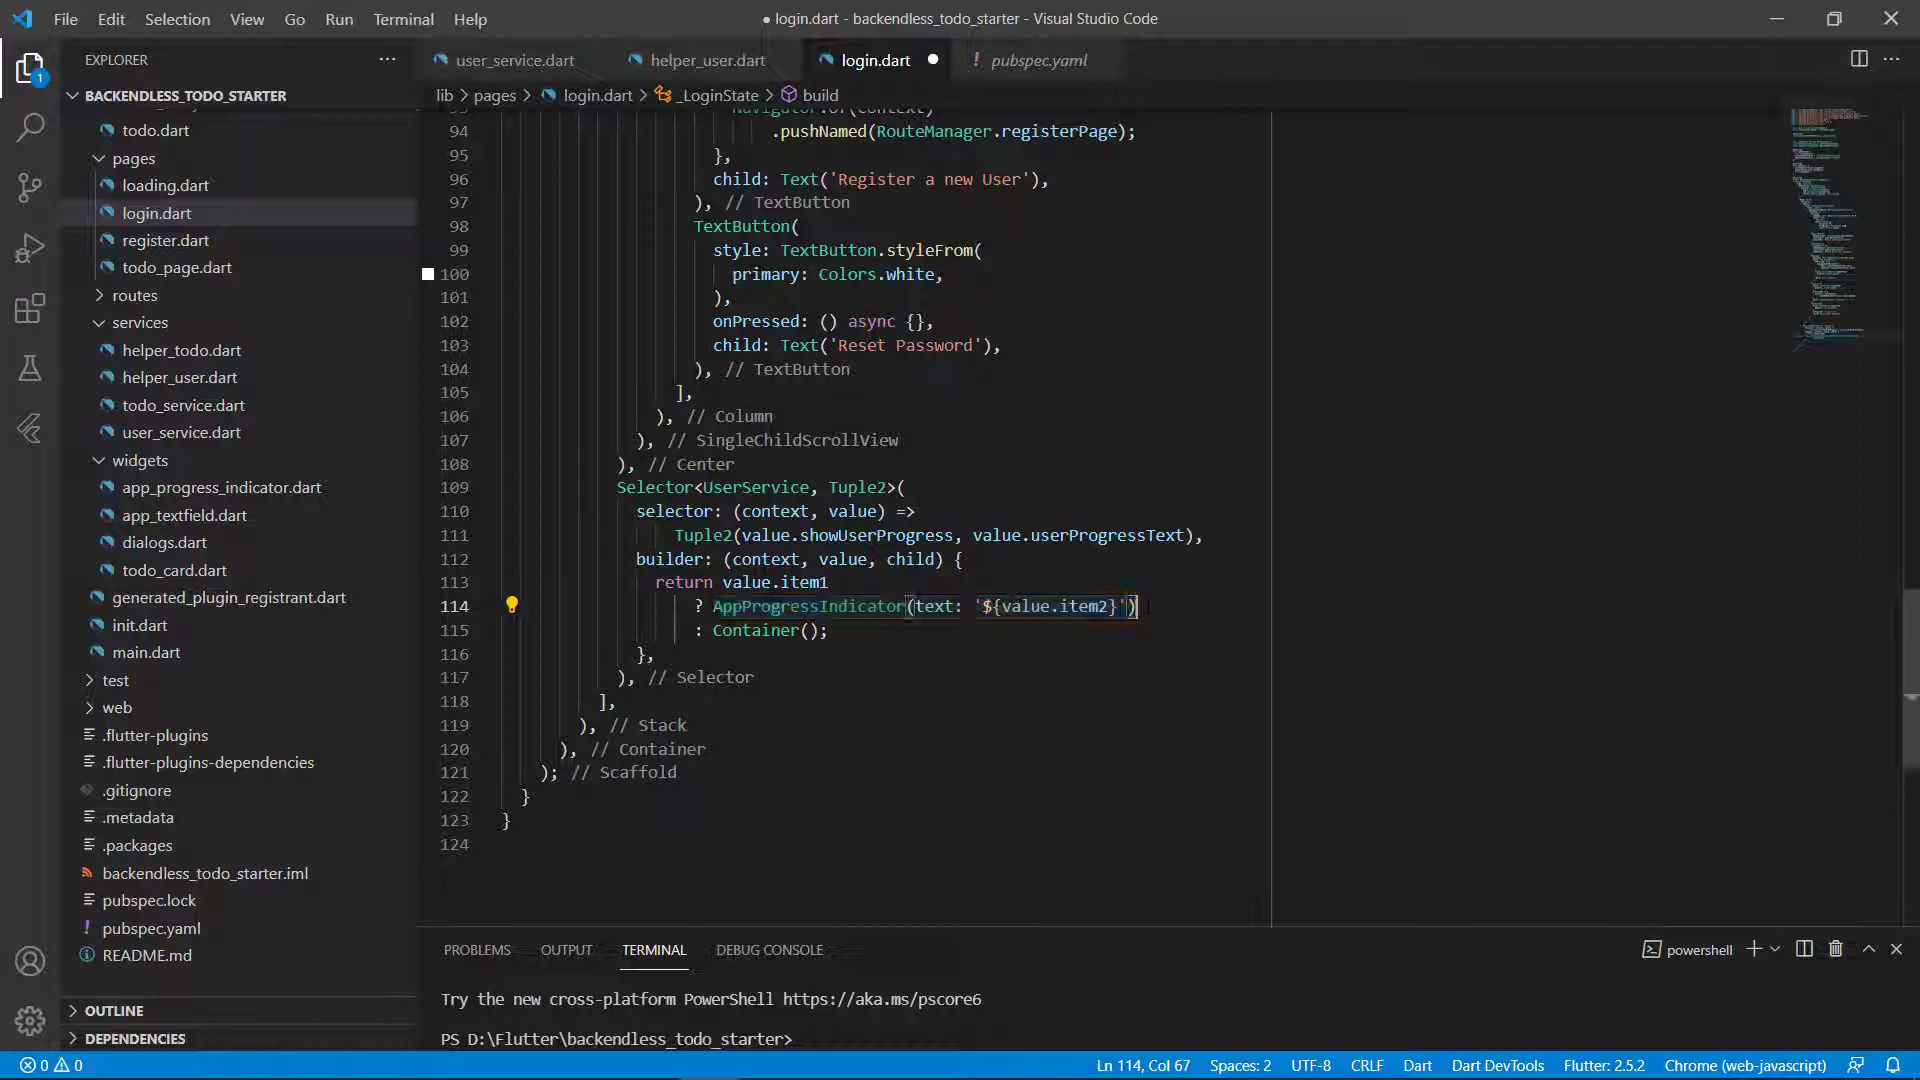 File Edit Selection View Go Run Terminal Help
● login.dart - backendless_todo_starter - Visual Studio Code
EXPLORER
1
BACKENDLESS_TODO_STARTER
todo.dart
pages
loading.dart
login.dart
register.dart
todo_page.dart
routes
services
helper_todo.dart
helper_user.dart
todo_service.dart
user_service.dart
widgets
app_progress_indicator.dart
app_textfield.dart
dialogs.dart
todo_card.dart
generated_plugin_registrant.dart
init.dart
main.dart
test
web
.flutter-plugins
.flutter-plugins-dependencies
.gitignore
.metadata
.packages
backendless_todo_starter.iml
pubspec.lock
! pubspec.yaml
README.md
OUTLINE
DEPENDENCIES
user_service.dart helper_user.dart login.dart ● ! pubspec.yaml
lib > pages > login.dart > _LoginState > build
93 Navigator.of(context)
94 .pushNamed(RouteManager.registerPage);
95 },
96 child: Text('Register a new User'),
97 ), // TextButton
98 TextButton(
99 style: TextButton.styleFrom(
100 primary: Colors.white,
101 ),
102 onPressed: () async {},
103 child: Text('Reset Password'),
104 ), // TextButton
105 ],
106 ), // Column
107 ), // SingleChildScrollView
108 ), // Center
109 Selector<UserService, Tuple2>(
110 selector: (context, value) =>
111 Tuple2(value.showUserProgress, value.userProgressText),
112 builder: (context, value, child) {
113 return value.item1
114 ? AppProgressIndicator(text: '${value.item2}')
115 : Container();
116 },
117 ), // Selector
118 ],
119 ), // Stack
120 ), // Container
121 ); // Scaffold
122 }
123 }
124
PROBLEMS OUTPUT TERMINAL DEBUG CONSOLE
powershell
Try the new cross-platform PowerShell https://aka.ms/pscore6
PS D:\Flutter\backendless_todo_starter>
0 0 Ln 114, Col 67 Spaces: 2 UTF-8 CRLF Dart Dart DevTools Flutter: 2.5.2 Chrome (web-javascript)